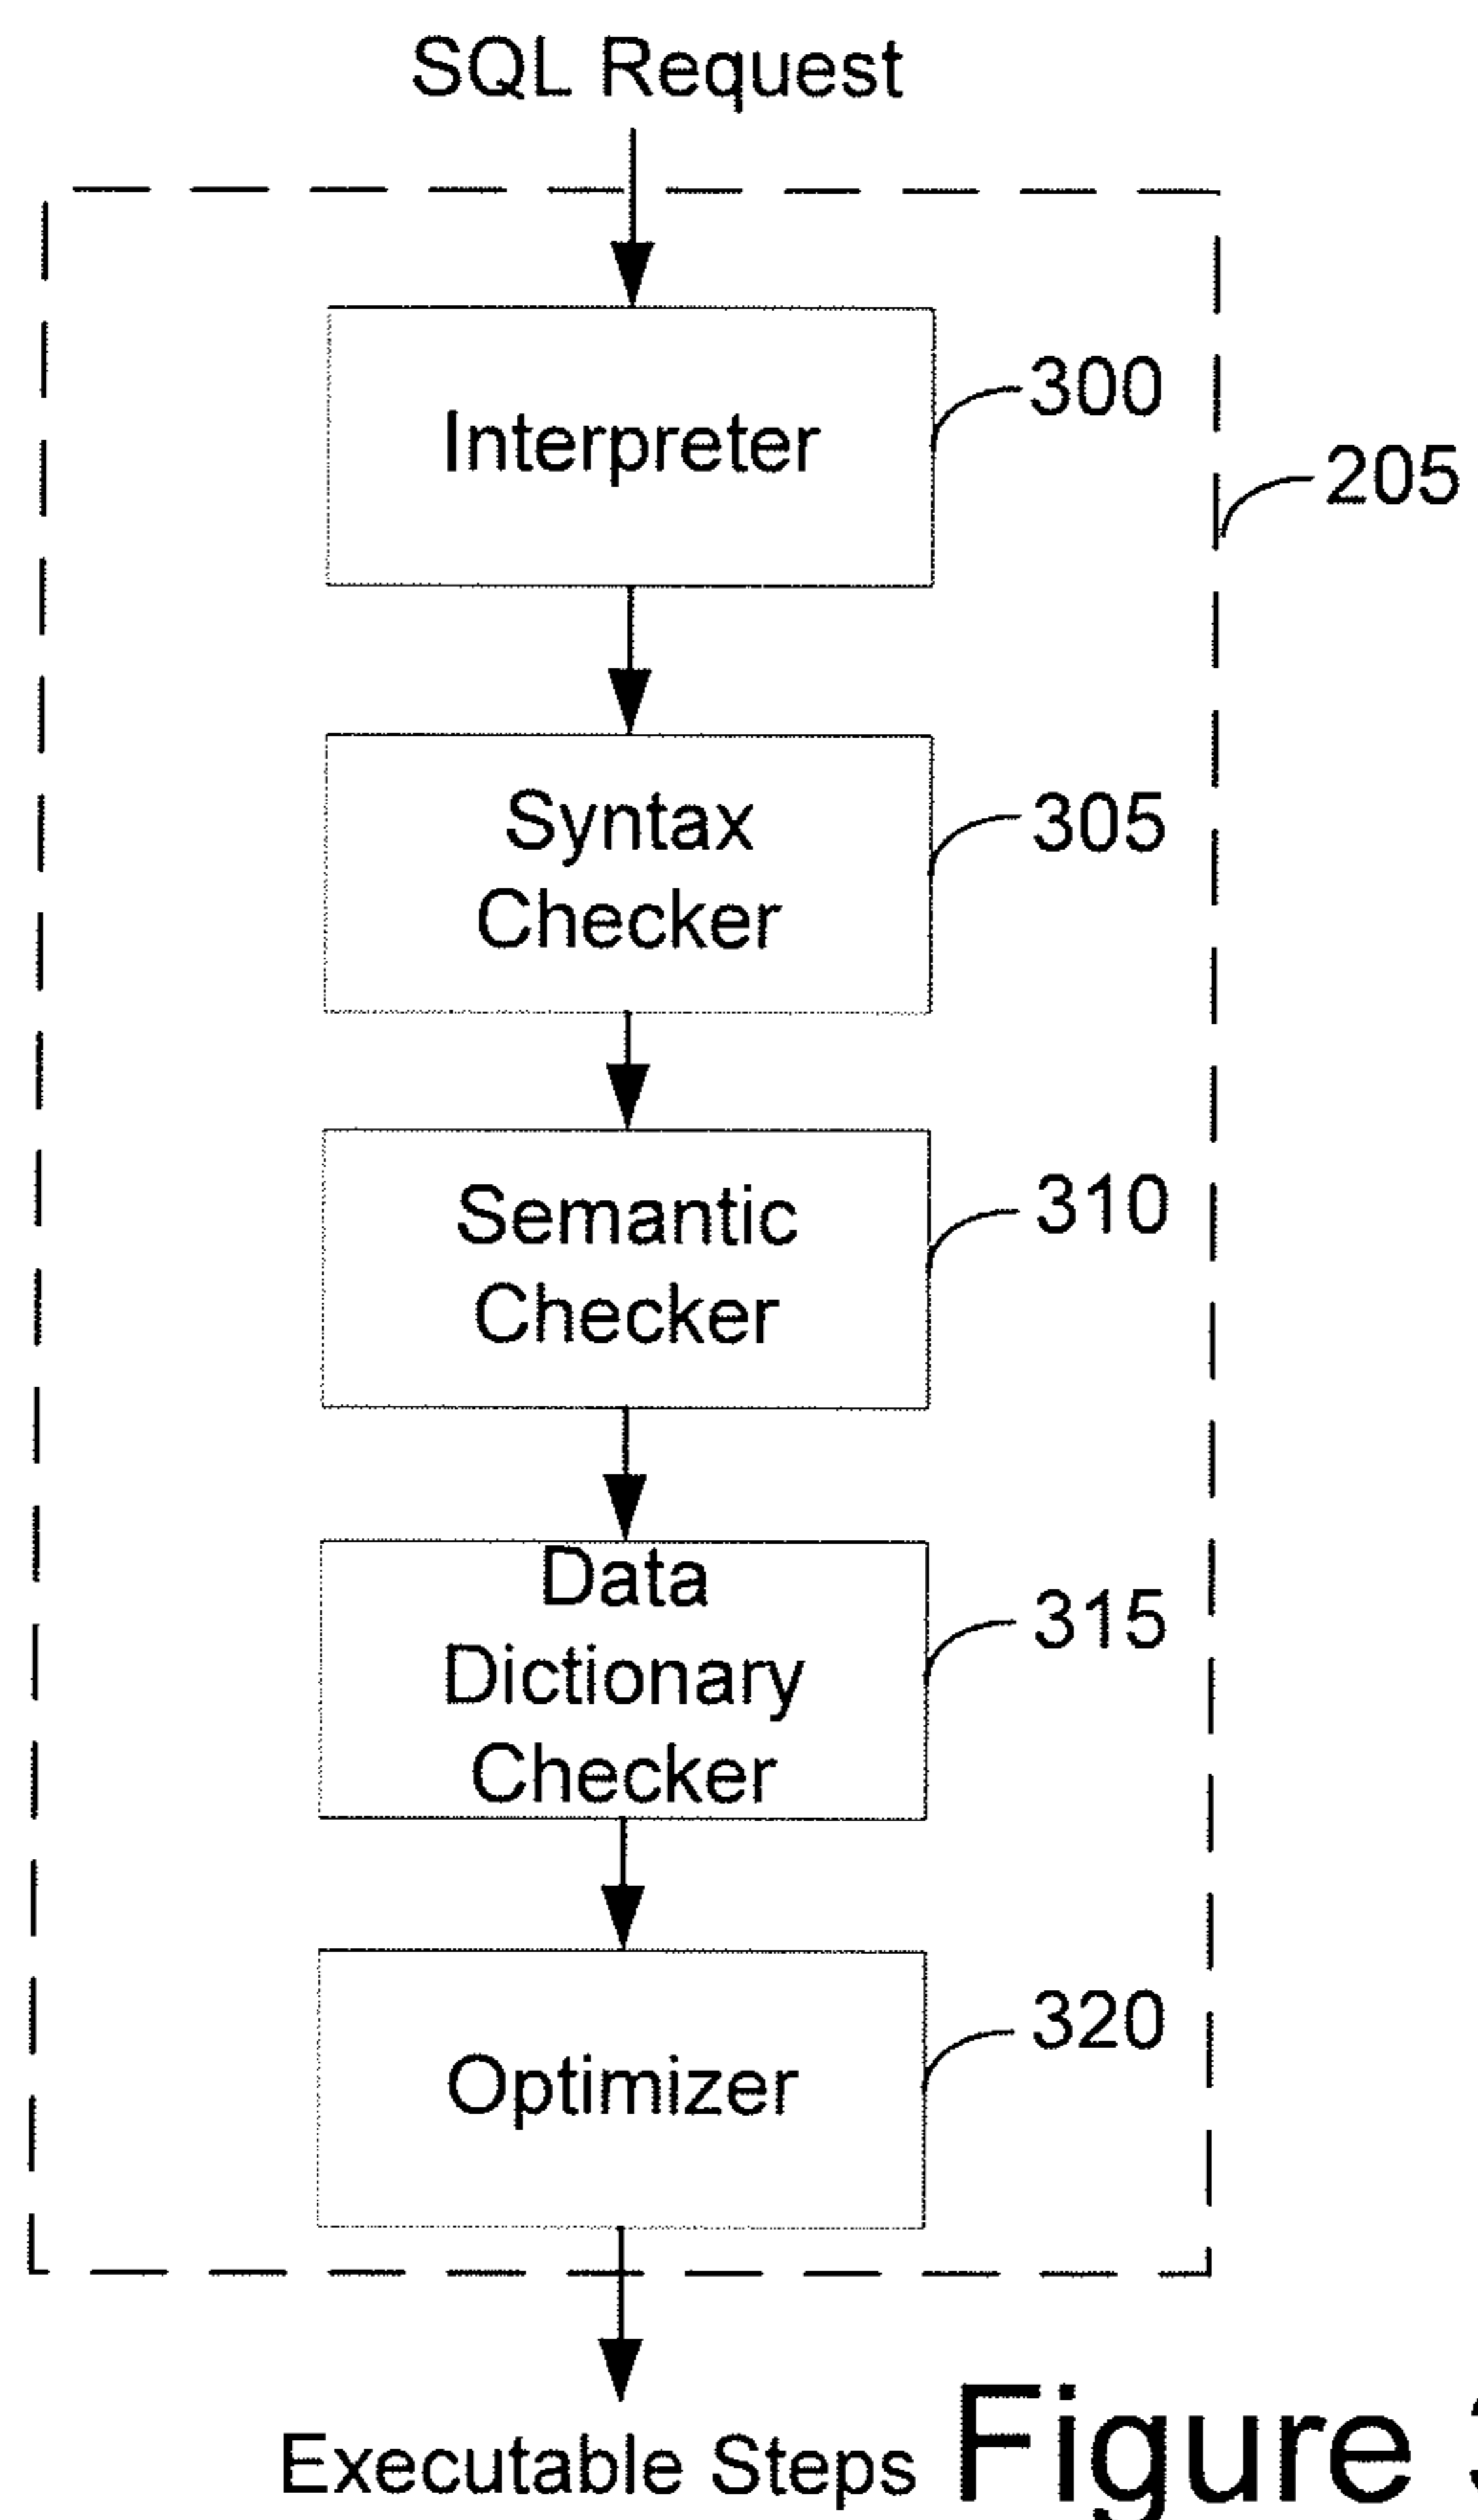 SQL Request
Interpreter
300
205
Syntax
Checker
305
Semantic
Checker
310
Data
Dictionary
Checker
315
Optimizer
320
Executable Steps
Figure